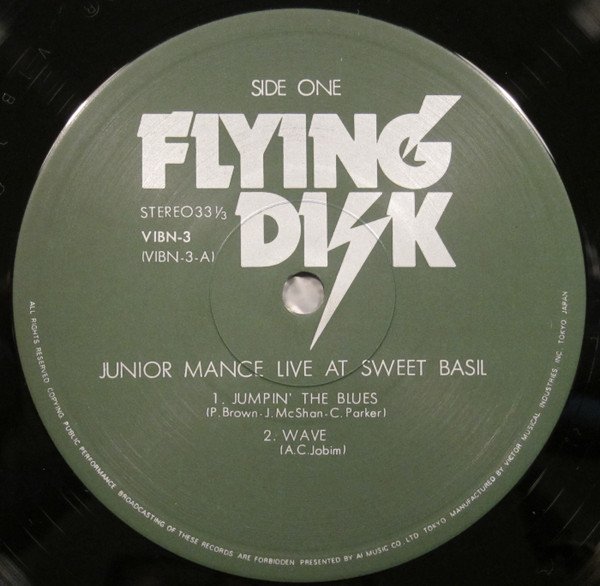 SIDE ONE
FLYING
DISK
STEREO 33⅓
VIBN-3
(VIBN-3-A)
JUNIOR MANCE LIVE AT SWEET BASIL
1. JUMPIN' THE BLUES
(P. Brown-J. McShan-C. Parker)
2. WAVE
(A.C. Jobim)
ALL RIGHTS RESERVED COPYING, PUBLIC PERFORMANCE BROADCASTING OF THESE RECORDS ARE FORBIDDEN PRESENTED BY AI MUSIC CO., LTD TOKYO. MANUFACTURED BY VICTOR MUSICAL INDUSTRIES, INC. TOKYO JAPAN